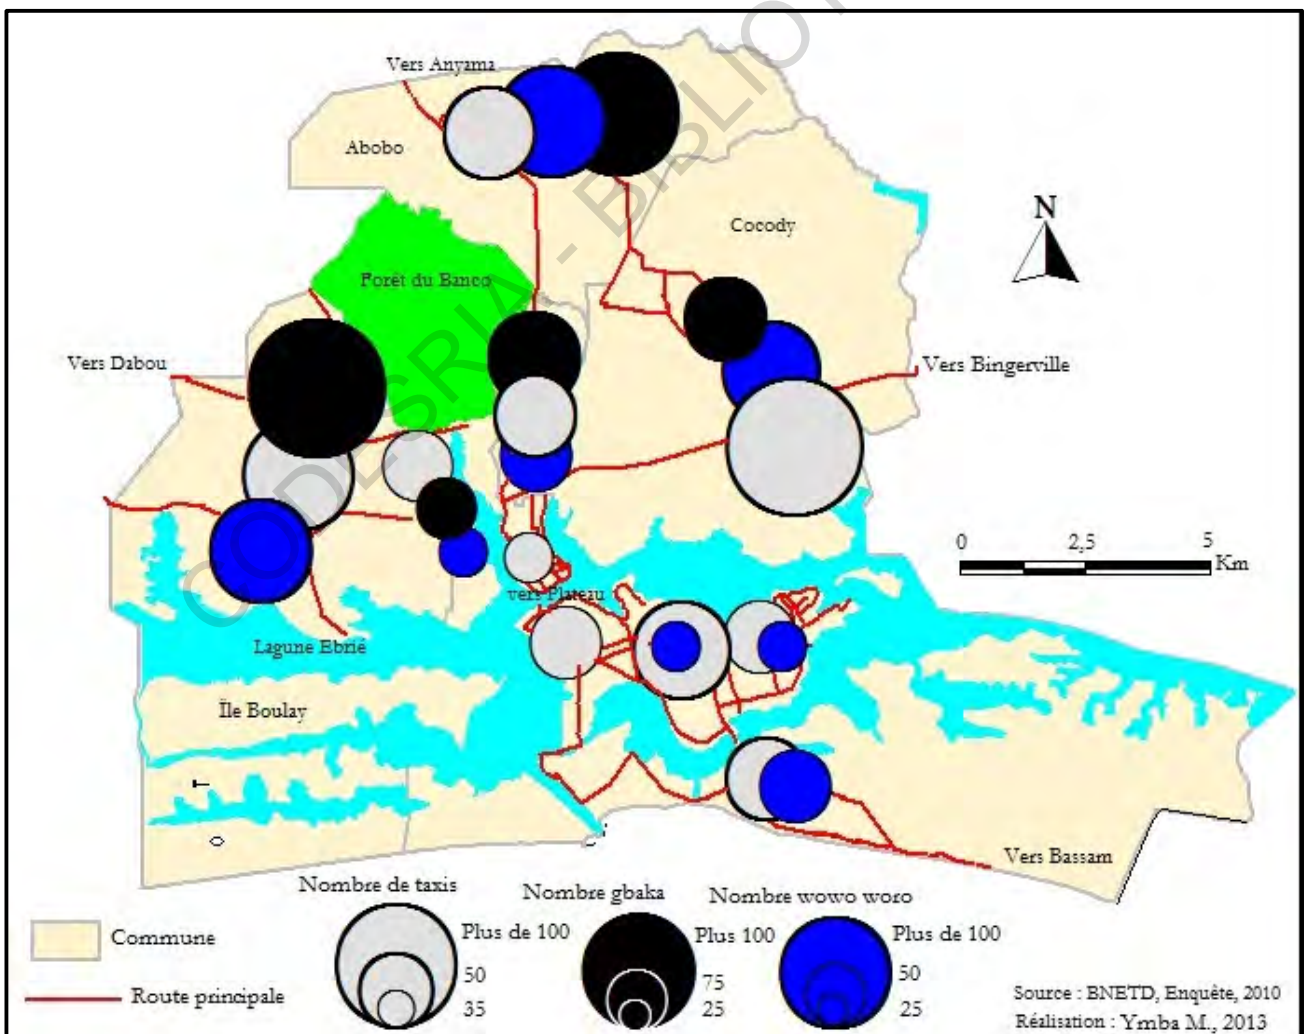 Vers Anyama
Abobo
Cocody
N
Forêt du Banco
Vers Dabou
Vers Bingerville
0 2,5 5
Km
vers Plateau
Lagune Ebrié
Île Boulay
Vers Bassam
Nombre de taxis
Plus de 100
50
35
Nombre gbaka
Plus 100
75
25
Nombre wowo woro
Plus de 100
50
25
Commune
Route principale
Source : BNETD, Enquête, 2010
Réalisation : Ymba M., 2013
CODESRIA - BIBLIO